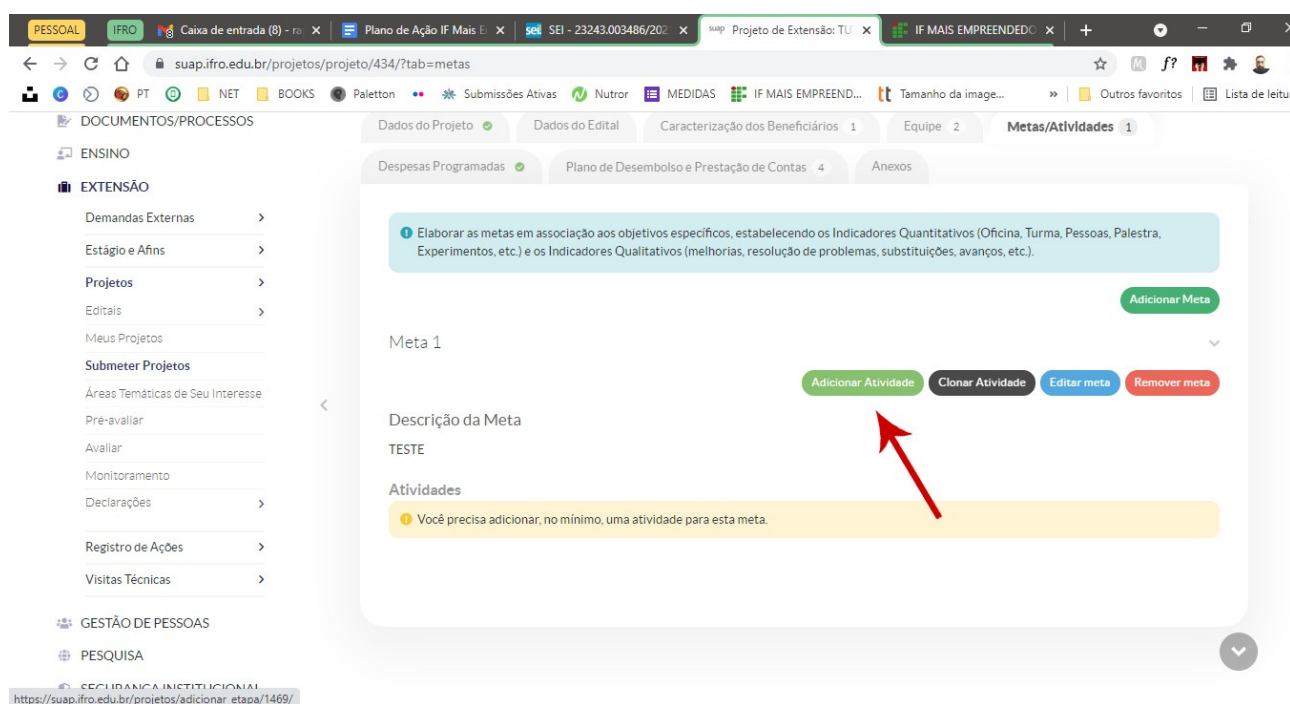 PESSOAL IFRO Caixa de entrada (8) - ra Plano de Ação IF Mais E SEI - 23243.003486/202 suap Projeto de Extensão: TU IF MAIS EMPREENDEDO
suap.ifro.edu.br/projetos/projeto/434/?tab=metas f?
PT NET BOOKS Paletton Submissões Ativas Nutror MEDIDAS IF MAIS EMPREEND... Tamanho da image... » Outros favoritos Lista de leitu
DOCUMENTOS/PROCESSOS
ENSINO
EXTENSÃO
Demandas Externas
Estágio e Afins
Projetos
Editais
Meus Projetos
Submeter Projetos
Áreas Temáticas de Seu Interesse
Pré-avaliar
Avaliar
Monitoramento
Declarações
Registro de Ações
Visitas Técnicas
GESTÃO DE PESSOAS
PESQUISA
SEGURANÇA INSTITUCIONAL
https://suap.ifro.edu.br/projetos/adicionar_etapa/1469/
Dados do Projeto Dados do Edital Caracterização dos Beneficiários 1 Equipe 2 Metas/Atividades 1
Despesas Programadas Plano de Desembolso e Prestação de Contas 4 Anexos
Elaborar as metas em associação aos objetivos específicos, estabelecendo os Indicadores Quantitativos (Oficina, Turma, Pessoas, Palestra,
Experimentos, etc.) e os Indicadores Qualitativos (melhorias, resolução de problemas, substituições, avanços, etc.).
Adicionar Meta
Meta 1
Adicionar Atividade Clonar Atividade Editar meta Remover meta
Descrição da Meta
TESTE
Atividades
Você precisa adicionar, no mínimo, uma atividade para esta meta.